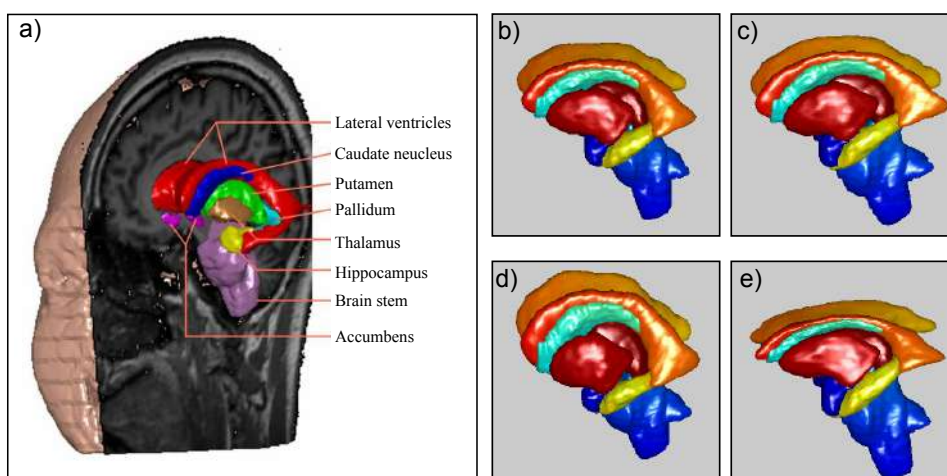 a)
Lateral ventricles
Caudate neucleus
Putamen
Pallidum
Thalamus
Hippocampus
Brain stem
Accumbens
b)
c)
d)
e)